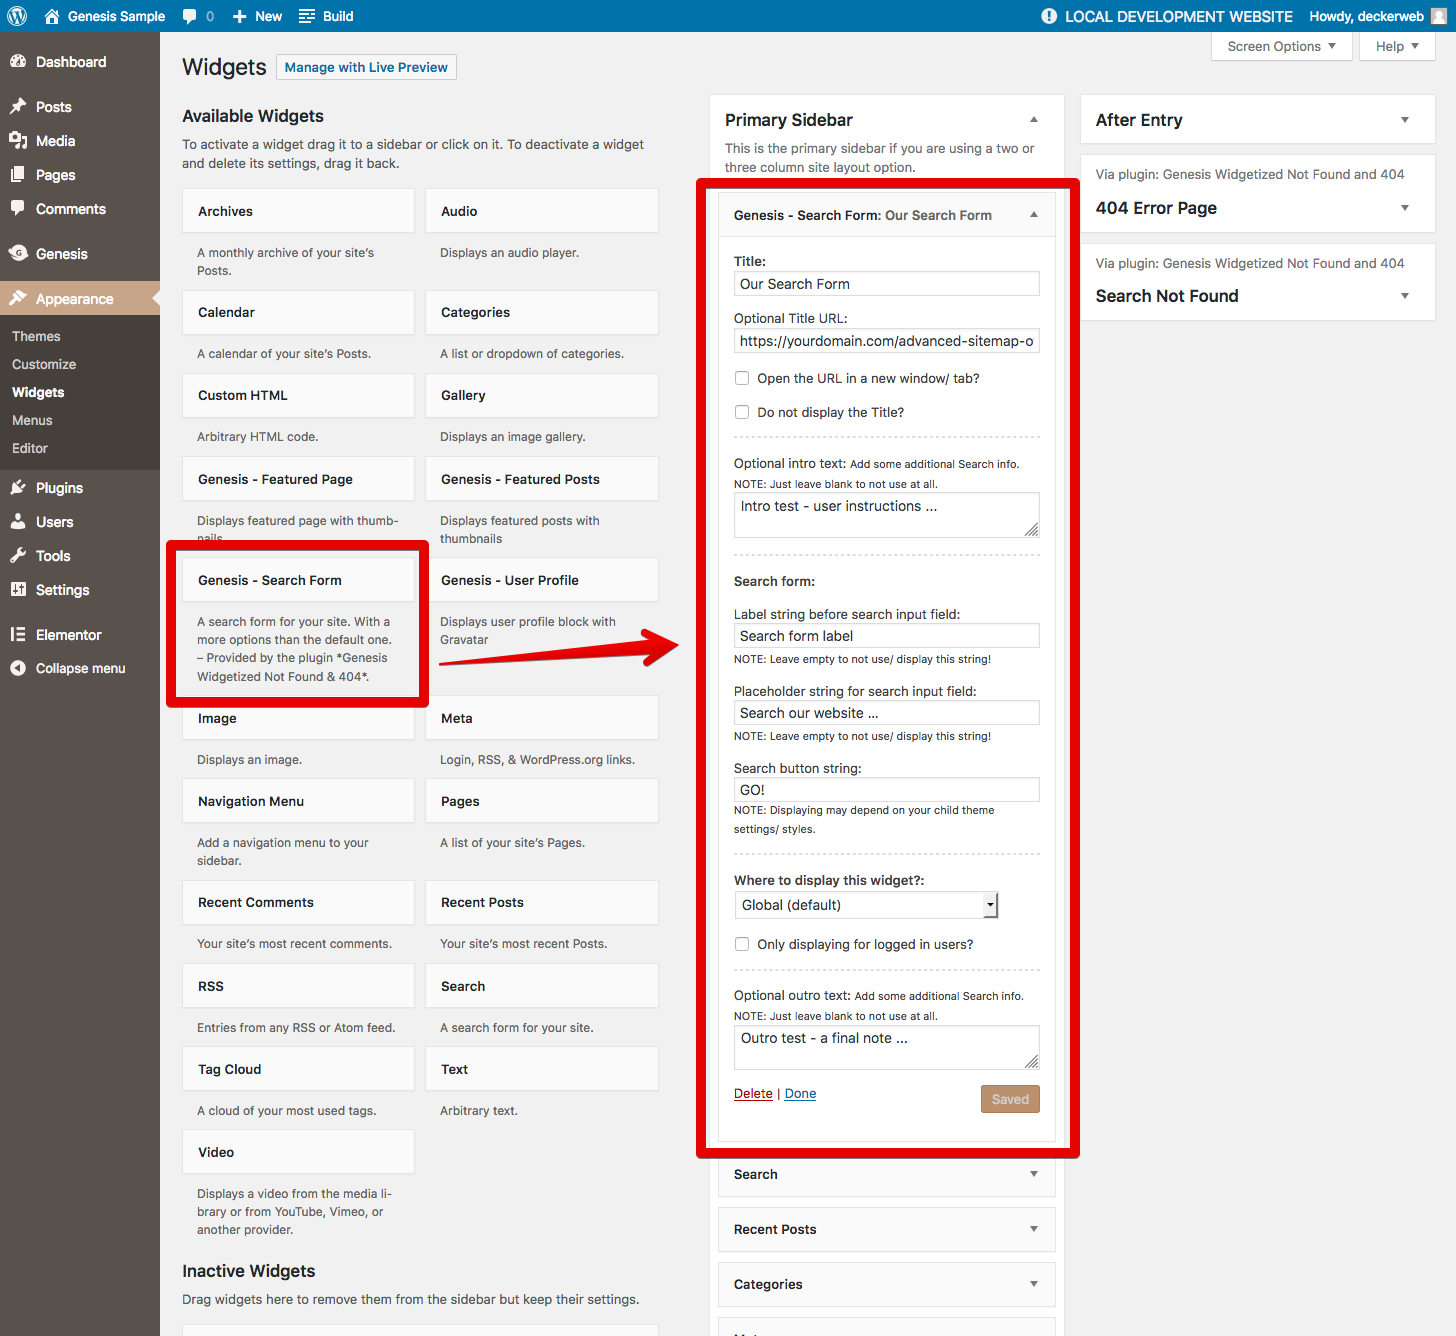 Genesis Sample
0
New
Build
LOCAL DEVELOPMENT WEBSITE
Howdy, deckerweb
Dashboard
Posts
Media
Pages
Comments
Genesis
Appearance
Themes
Customize
Widgets
Menus
Editor
Plugins
Users
Tools
Settings
Elementor
Collapse menu
Screen Options
Help
Widgets
Manage with Live Preview
Available Widgets
To activate a widget drag it to a sidebar or click on it. To deactivate a widget
and delete its settings, drag it back.
Archives
A monthly archive of your site's
Posts.
Audio
Displays an audio player.
Calendar
A calendar of your site's Posts.
Categories
A list or dropdown of categories.
Custom HTML
Arbitrary HTML code.
Gallery
Displays an image gallery.
Genesis - Featured Page
Displays featured page with thumb-
nails
Genesis - Featured Posts
Displays featured posts with
thumbnails
Genesis - Search Form
A search form for your site. With a
more options than the default one.
– Provided by the plugin *Genesis
Widgetized Not Found & 404*.
Genesis - User Profile
Displays user profile block with
Gravatar
Image
Displays an image.
Meta
Login, RSS, & WordPress.org links.
Navigation Menu
Add a navigation menu to your
sidebar.
Pages
A list of your site's Pages.
Recent Comments
Your site's most recent comments.
Recent Posts
Your site's most recent Posts.
RSS
Entries from any RSS or Atom feed.
Search
A search form for your site.
Tag Cloud
A cloud of your most used tags.
Text
Arbitrary text.
Video
Displays a video from the media li-
brary or from YouTube, Vimeo, or
another provider.
Inactive Widgets
Drag widgets here to remove them from the sidebar but keep their settings.
Primary Sidebar
This is the primary sidebar if you are using a two or
three column site layout option.
Genesis - Search Form: Our Search Form
Title:
Our Search Form
Optional Title URL:
https://yourdomain.com/advanced-sitemap-o
Open the URL in a new window/ tab?
Do not display the Title?
Optional intro text: Add some additional Search info.
NOTE: Just leave blank to not use at all.
Intro test - user instructions ...
Search form:
Label string before search input field:
Search form label
NOTE: Leave empty to not use/ display this string!
Placeholder string for search input field:
Search our website ...
NOTE: Leave empty to not use/ display this string!
Search button string:
GO!
NOTE: Displaying may depend on your child theme
settings/ styles.
Where to display this widget?:
Global (default)
Only displaying for logged in users?
Optional outro text: Add some additional Search info.
NOTE: Just leave blank to not use at all.
Outro test - a final note ...
Delete | Done
Saved
Search
Recent Posts
Categories
After Entry
Via plugin: Genesis Widgetized Not Found and 404
404 Error Page
Via plugin: Genesis Widgetized Not Found and 404
Search Not Found